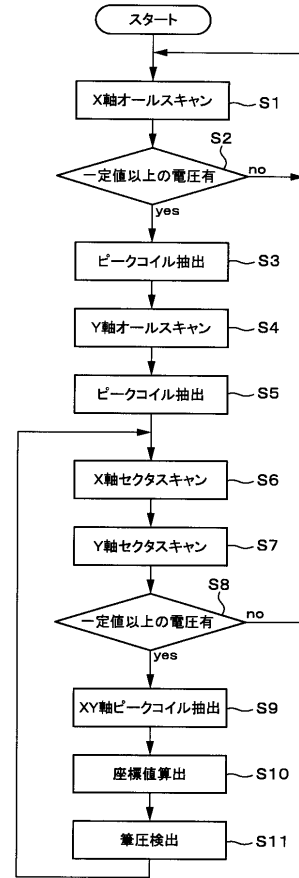 スタート
X軸オールスキャン
S1
S2
一定値以上の電圧有
no
yes
ピークコイル抽出
S3
Y軸オールスキャン
S4
ピークコイル抽出
S5
X軸セクタスキャン
S6
Y軸セクタスキャン
S7
S8
一定値以上の電圧有
no
yes
XY軸ピークコイル抽出
S9
座標値算出
S10
筆圧検出
S11